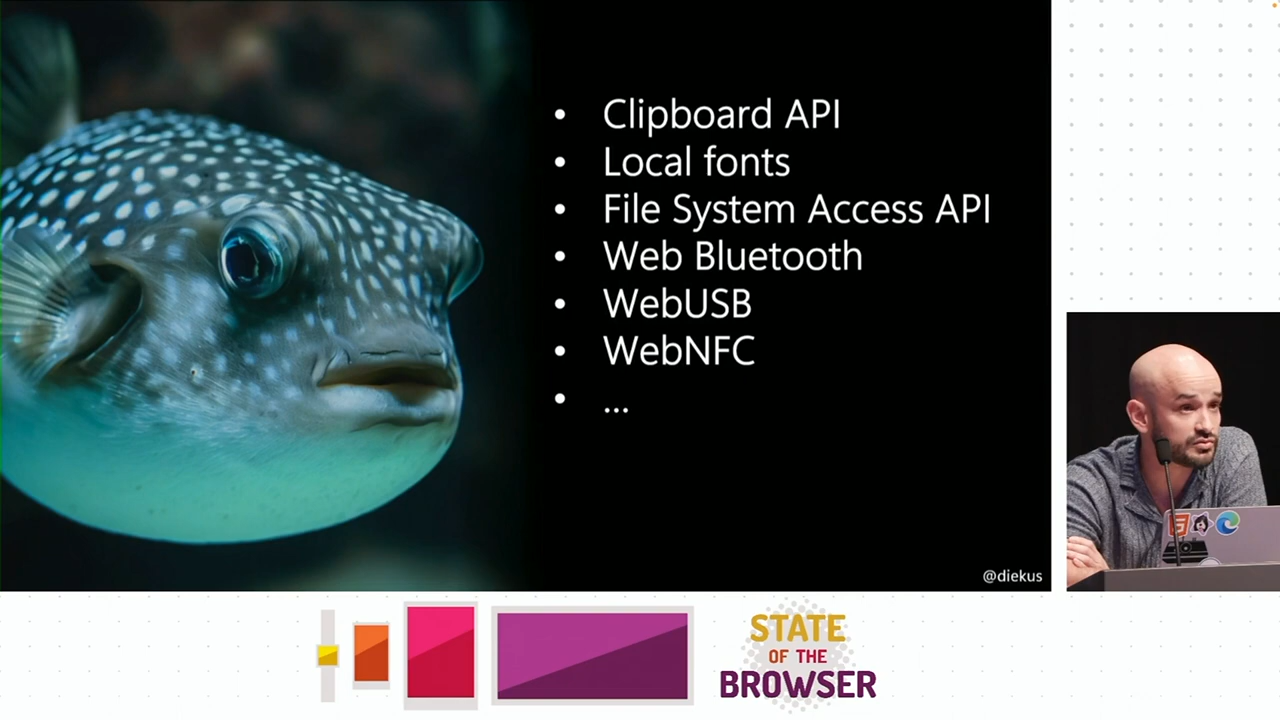 • Clipboard API
• Local fonts
• File System Access API
• Web Bluetooth
• WebUSB
• WebNFC
• ...
@diekus
STATE
OF THE
BROWSER